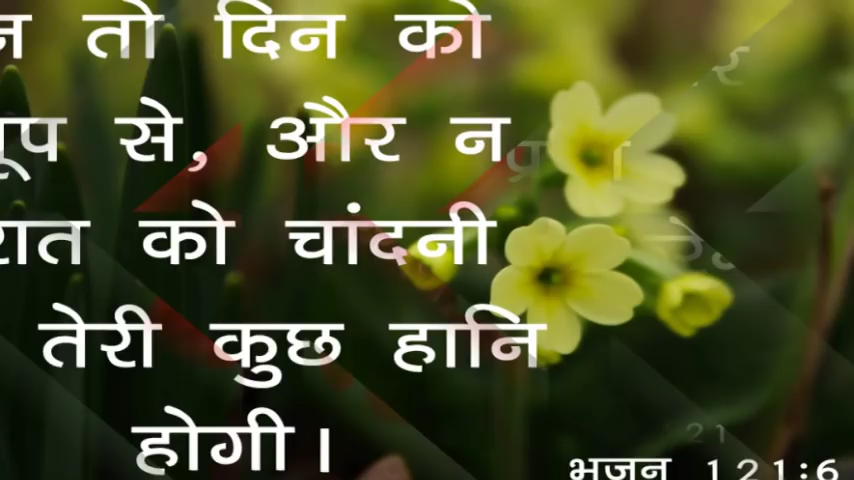 न तो दिन को
धूप से, और न
रात को चांदनी
तेरी कुछ हानि
होगी।
भजन 121:6